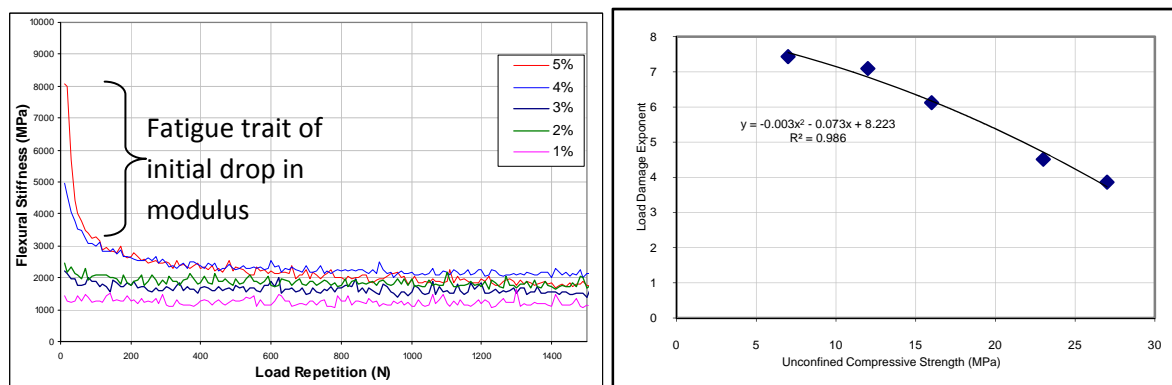 10000
9000
8000
7000
6000
5000
4000
3000
2000
1000
0
Flexural Stiffness (MPa)
5%
4%
3%
2%
1%
Fatigue trait of
initial drop in
modulus
0 200 400 600 800 1000 1200 1400
Load Repetition (N)
8
7
6
5
4
3
2
1
0
Load Damage Exponent
y = -0.003x² - 0.073x + 8.223
R² = 0.986
0 5 10 15 20 25 30
Unconfined Compressive Strength (MPa)